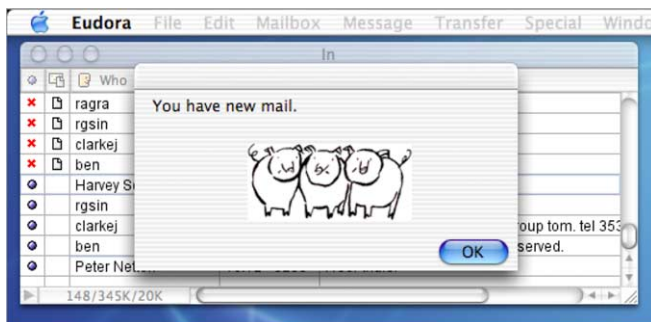 Eudora File Edit Mailbox Message Transfer Special
In
Who
ragra
You have new mail.
rgsin
clarkej
ben
Harvey
rgsin
clarkej
roup tom. tel 353
ben
served.
OK
Peter
148/345K/20K